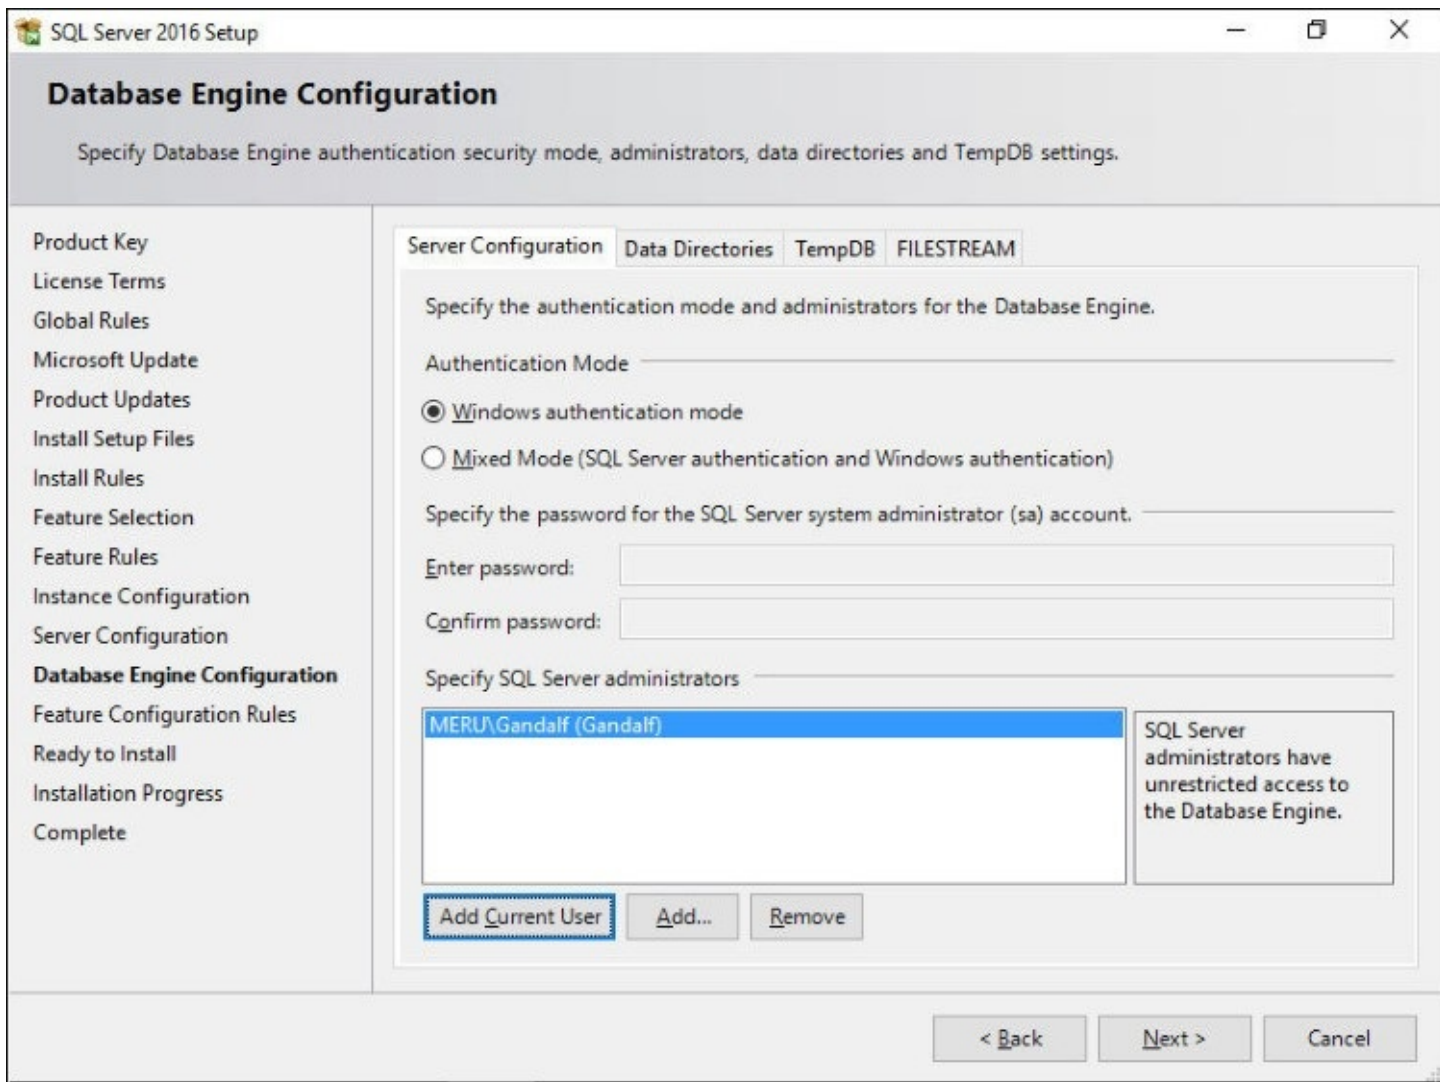 SQL Server 2016 Setup
Database Engine Configuration
Specify Database Engine authentication security mode, administrators, data directories and TempDB settings.
Product Key
License Terms
Global Rules
Microsoft Update
Product Updates
Install Setup Files
Install Rules
Feature Selection
Feature Rules
Instance Configuration
Server Configuration
Database Engine Configuration
Feature Configuration Rules
Ready to Install
Installation Progress
Complete
Server Configuration Data Directories TempDB FILESTREAM
Specify the authentication mode and administrators for the Database Engine.
Authentication Mode
Windows authentication mode
Mixed Mode (SQL Server authentication and Windows authentication)
Specify the password for the SQL Server system administrator (sa) account.
Enter password:
Confirm password:
Specify SQL Server administrators
MERU\Gandalf (Gandalf)
SQL Server
administrators have
unrestricted access to
the Database Engine.
Add Current User Add... Remove
< Back Next > Cancel